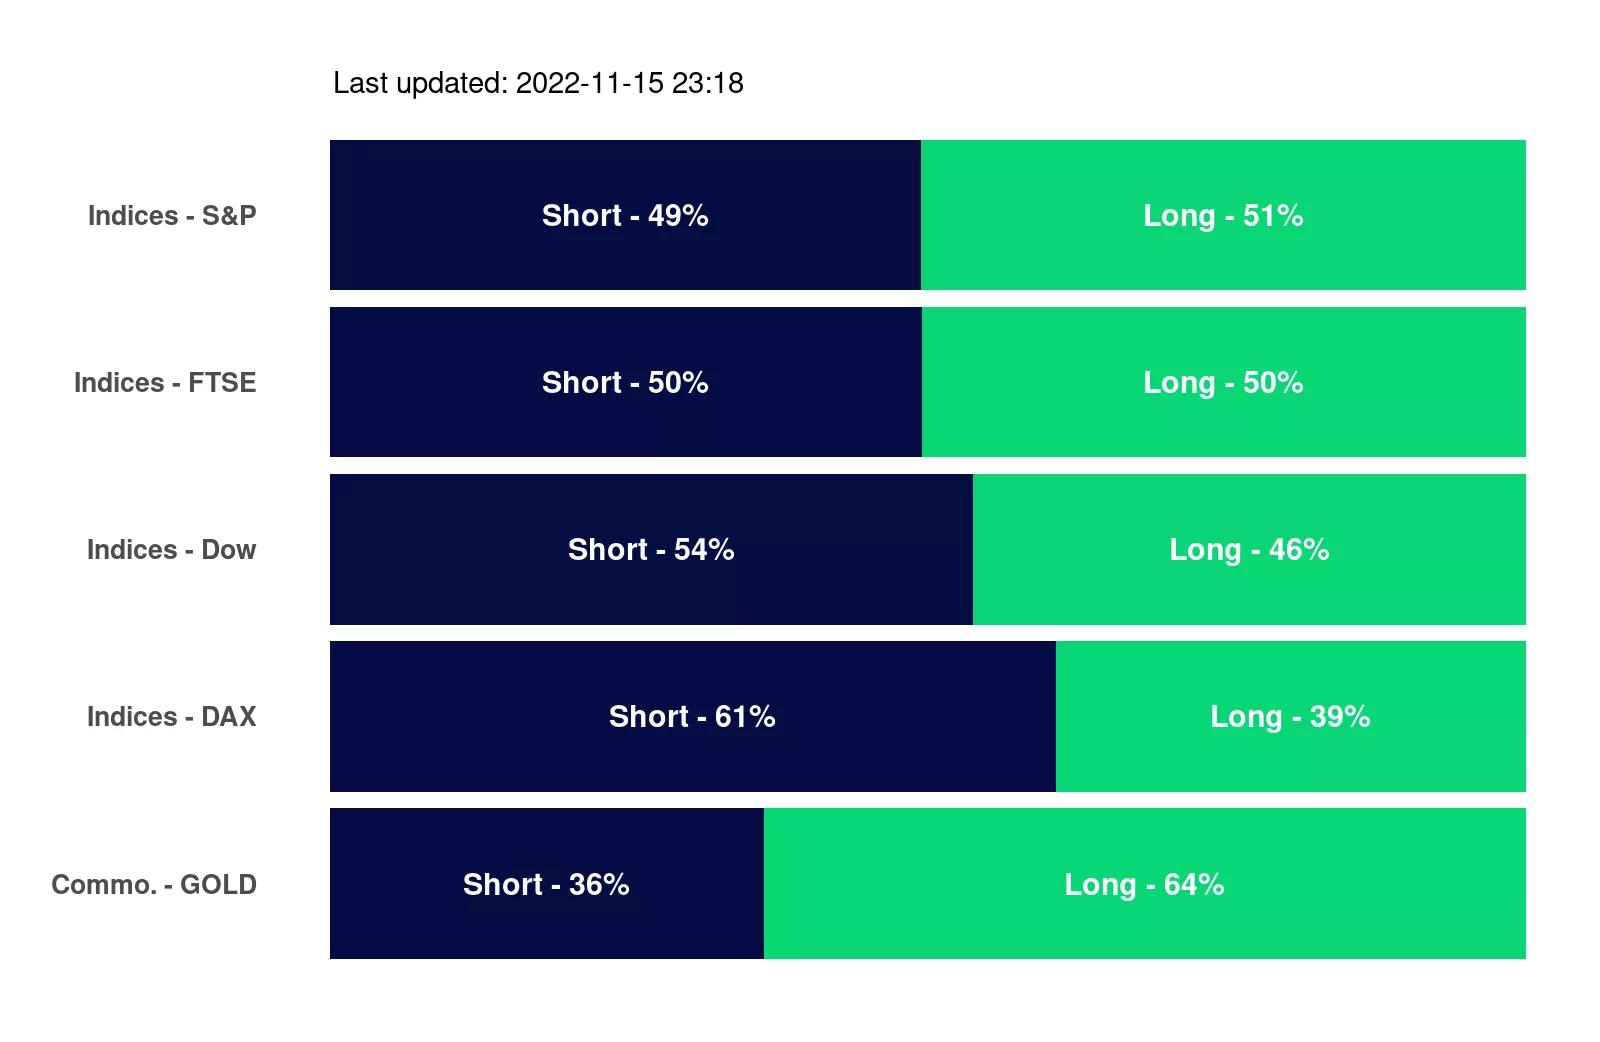 Last updated: 2022-11-15 23:18
Indices - S&P Short - 49% Long - 51%
Indices - FTSE Short - 50% Long - 50%
Indices - Dow Short - 54% Long - 46%
Indices - DAX Short - 61% Long - 39%
Commo. - GOLD Short - 36% Long - 64%